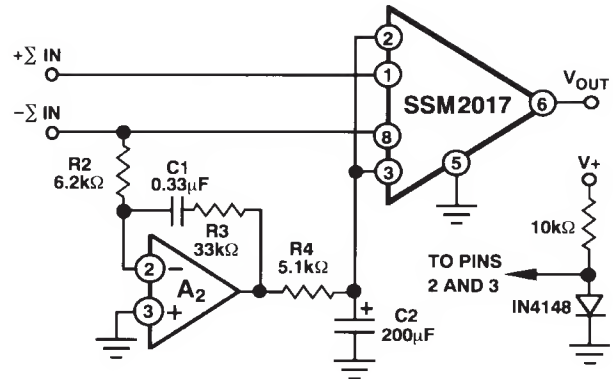 +Σ IN
−Σ IN
2
1
8
3
SSM2017
6
5
V_OUT
R2
6.2kΩ
C1
0.33μF
R3
33kΩ
2
−
3
+
A2
R4
5.1kΩ
+
C2
200μF
V+
10kΩ
TO PINS
2 AND 3
IN4148